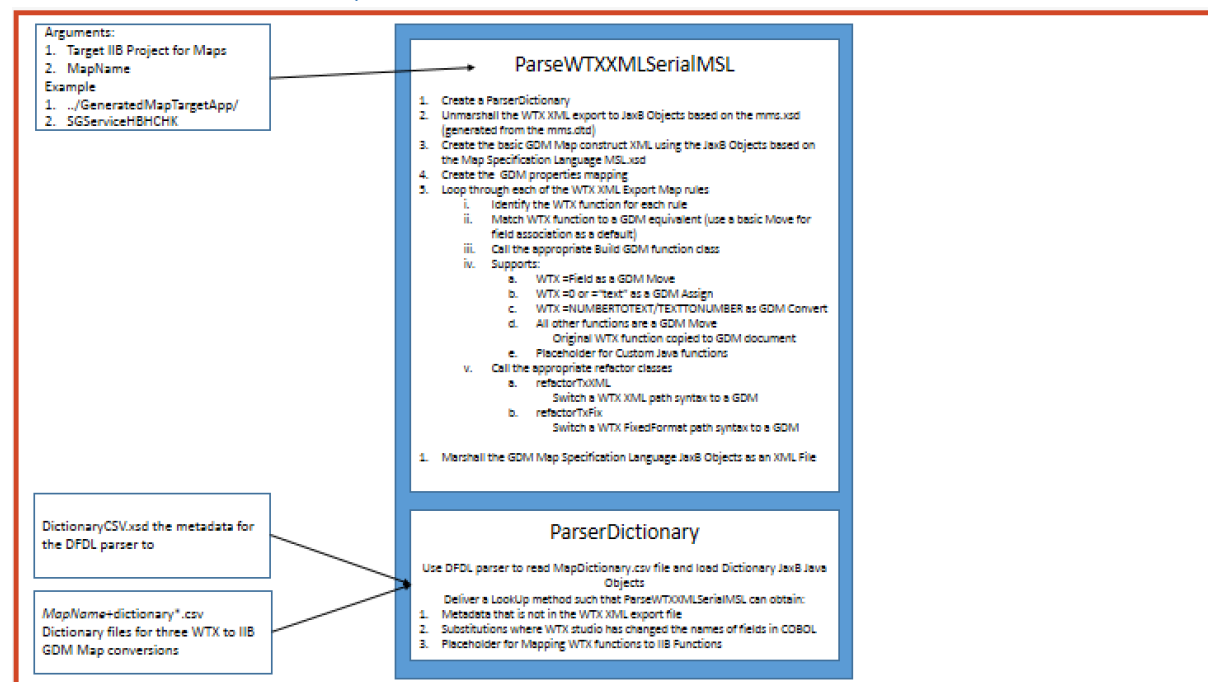 Arguments:
1. Target IIB Project for Maps
2. MapName
Example
1. ../GeneratedMapTargetApp/
2. SGServiceHBHCHK
ParseWTXXMLSerialMSL
1. Create a ParserDictionary
2. Unmarshall the WTX XML export to JaxB Objects based on the mms.xsd
(generated from the mms.dtd)
3. Create the basic GDM Map construct XML using the JaxB Objects based on
the Map Specification Language MSL.xsd
4. Create the GDM properties mapping
5. Loop through each of the WTX XML Export Map rules
i. Identify the WTX function for each rule
ii. Match WTX function to a GDM equivalent (use a basic Move for
field association as a default)
iii. Call the appropriate Build GDM function class
iv. Supports:
a. WTX =Field as a GDM Move
b. WTX =0 or ="text" as a GDM Assign
c. WTX =NUMBERTOTEXT/TEXTTONUMBER as GDM Convert
d. All other functions are a GDM Move
Original WTX function copied to GDM document
e. Placeholder for Custom Java functions
v. Call the appropriate refactor classes
a. refactorTxXML
Switch a WTX XML path syntax to a GDM
b. refactorTxFix
Switch a WTX FixedFormat path syntax to a GDM
1. Marshall the GDM Map Specification Language JaxB Objects as an XML File
DictionaryCSV.xsd the metadata for
the DFDL parser to
MapName+dictionary*.csv
Dictionary files for three WTX to IIB
GDM Map conversions
ParserDictionary
Use DFDL parser to read MapDictionary.csv file and load Dictionary JaxB Java
Objects
Deliver a LookUp method such that ParseWTXXMLSerialMSL can obtain:
1. Metadata that is not in the WTX XML export file
2. Substitutions where WTX studio has changed the names of fields in COBOL
3. Placeholder for Mapping WTX functions to IIB Functions